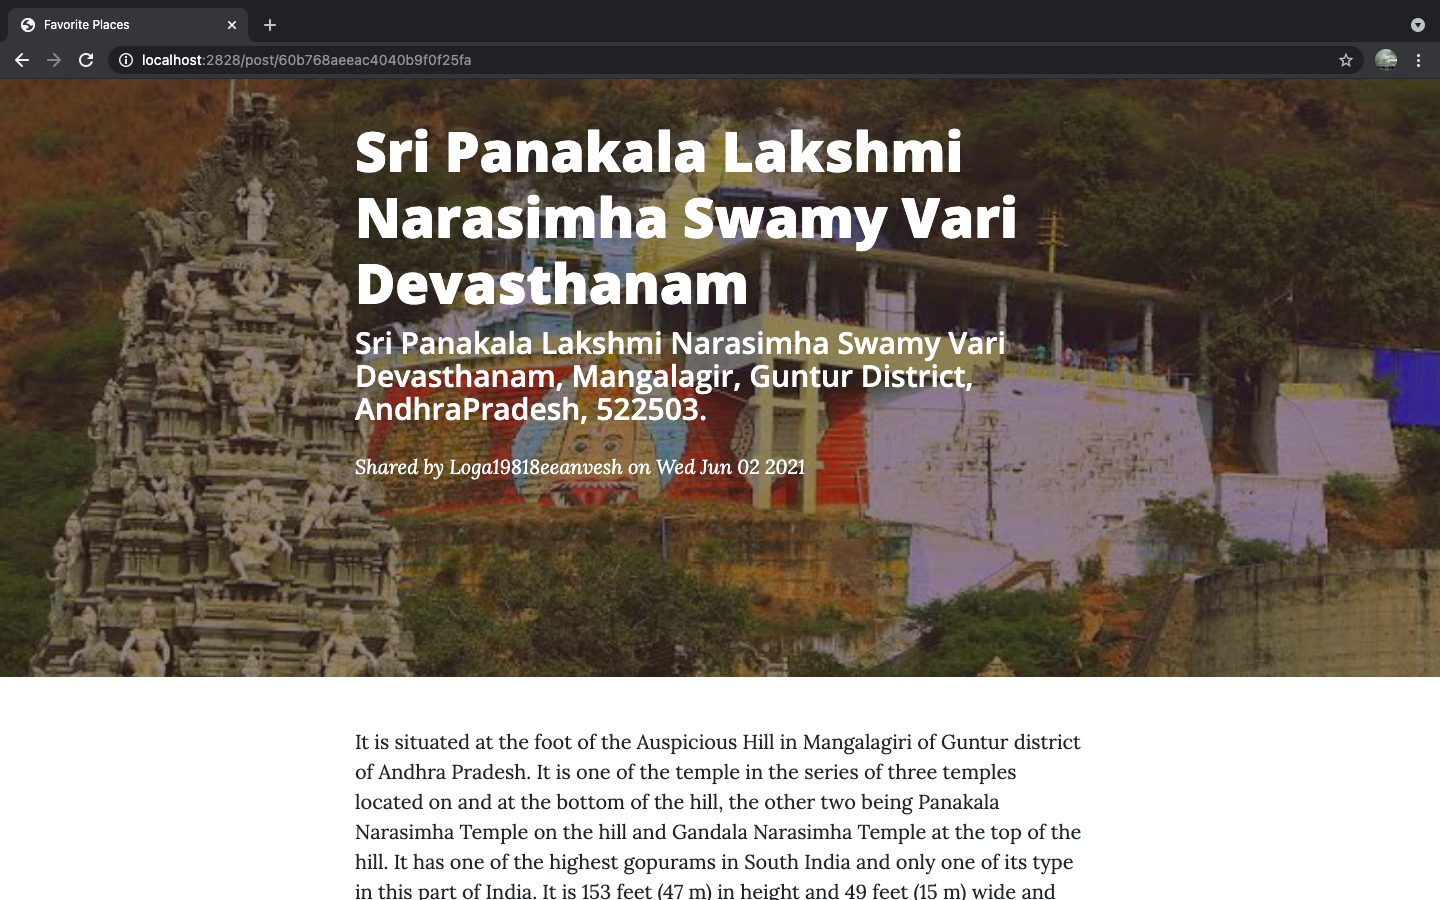 Favorite Places
localhost:2828/post/60b768aeeac4040b9f0f25fa
Sri Panakala Lakshmi
Narasimha Swamy Vari
Devasthanam
Sri Panakala Lakshmi Narasimha Swamy Vari
Devasthanam, Mangalagir, Guntur District,
AndhraPradesh, 522503.
Shared by Loga19818eeanvesh on Wed Jun 02 2021
It is situated at the foot of the Auspicious Hill in Mangalagiri of Guntur district
of Andhra Pradesh. It is one of the temple in the series of three temples
located on and at the bottom of the hill, the other two being Panakala
Narasimha Temple on the hill and Gandala Narasimha Temple at the top of the
hill. It has one of the highest gopurams in South India and only one of its type
in this part of India. It is 153 feet (47 m) in height and 49 feet (15 m) wide and